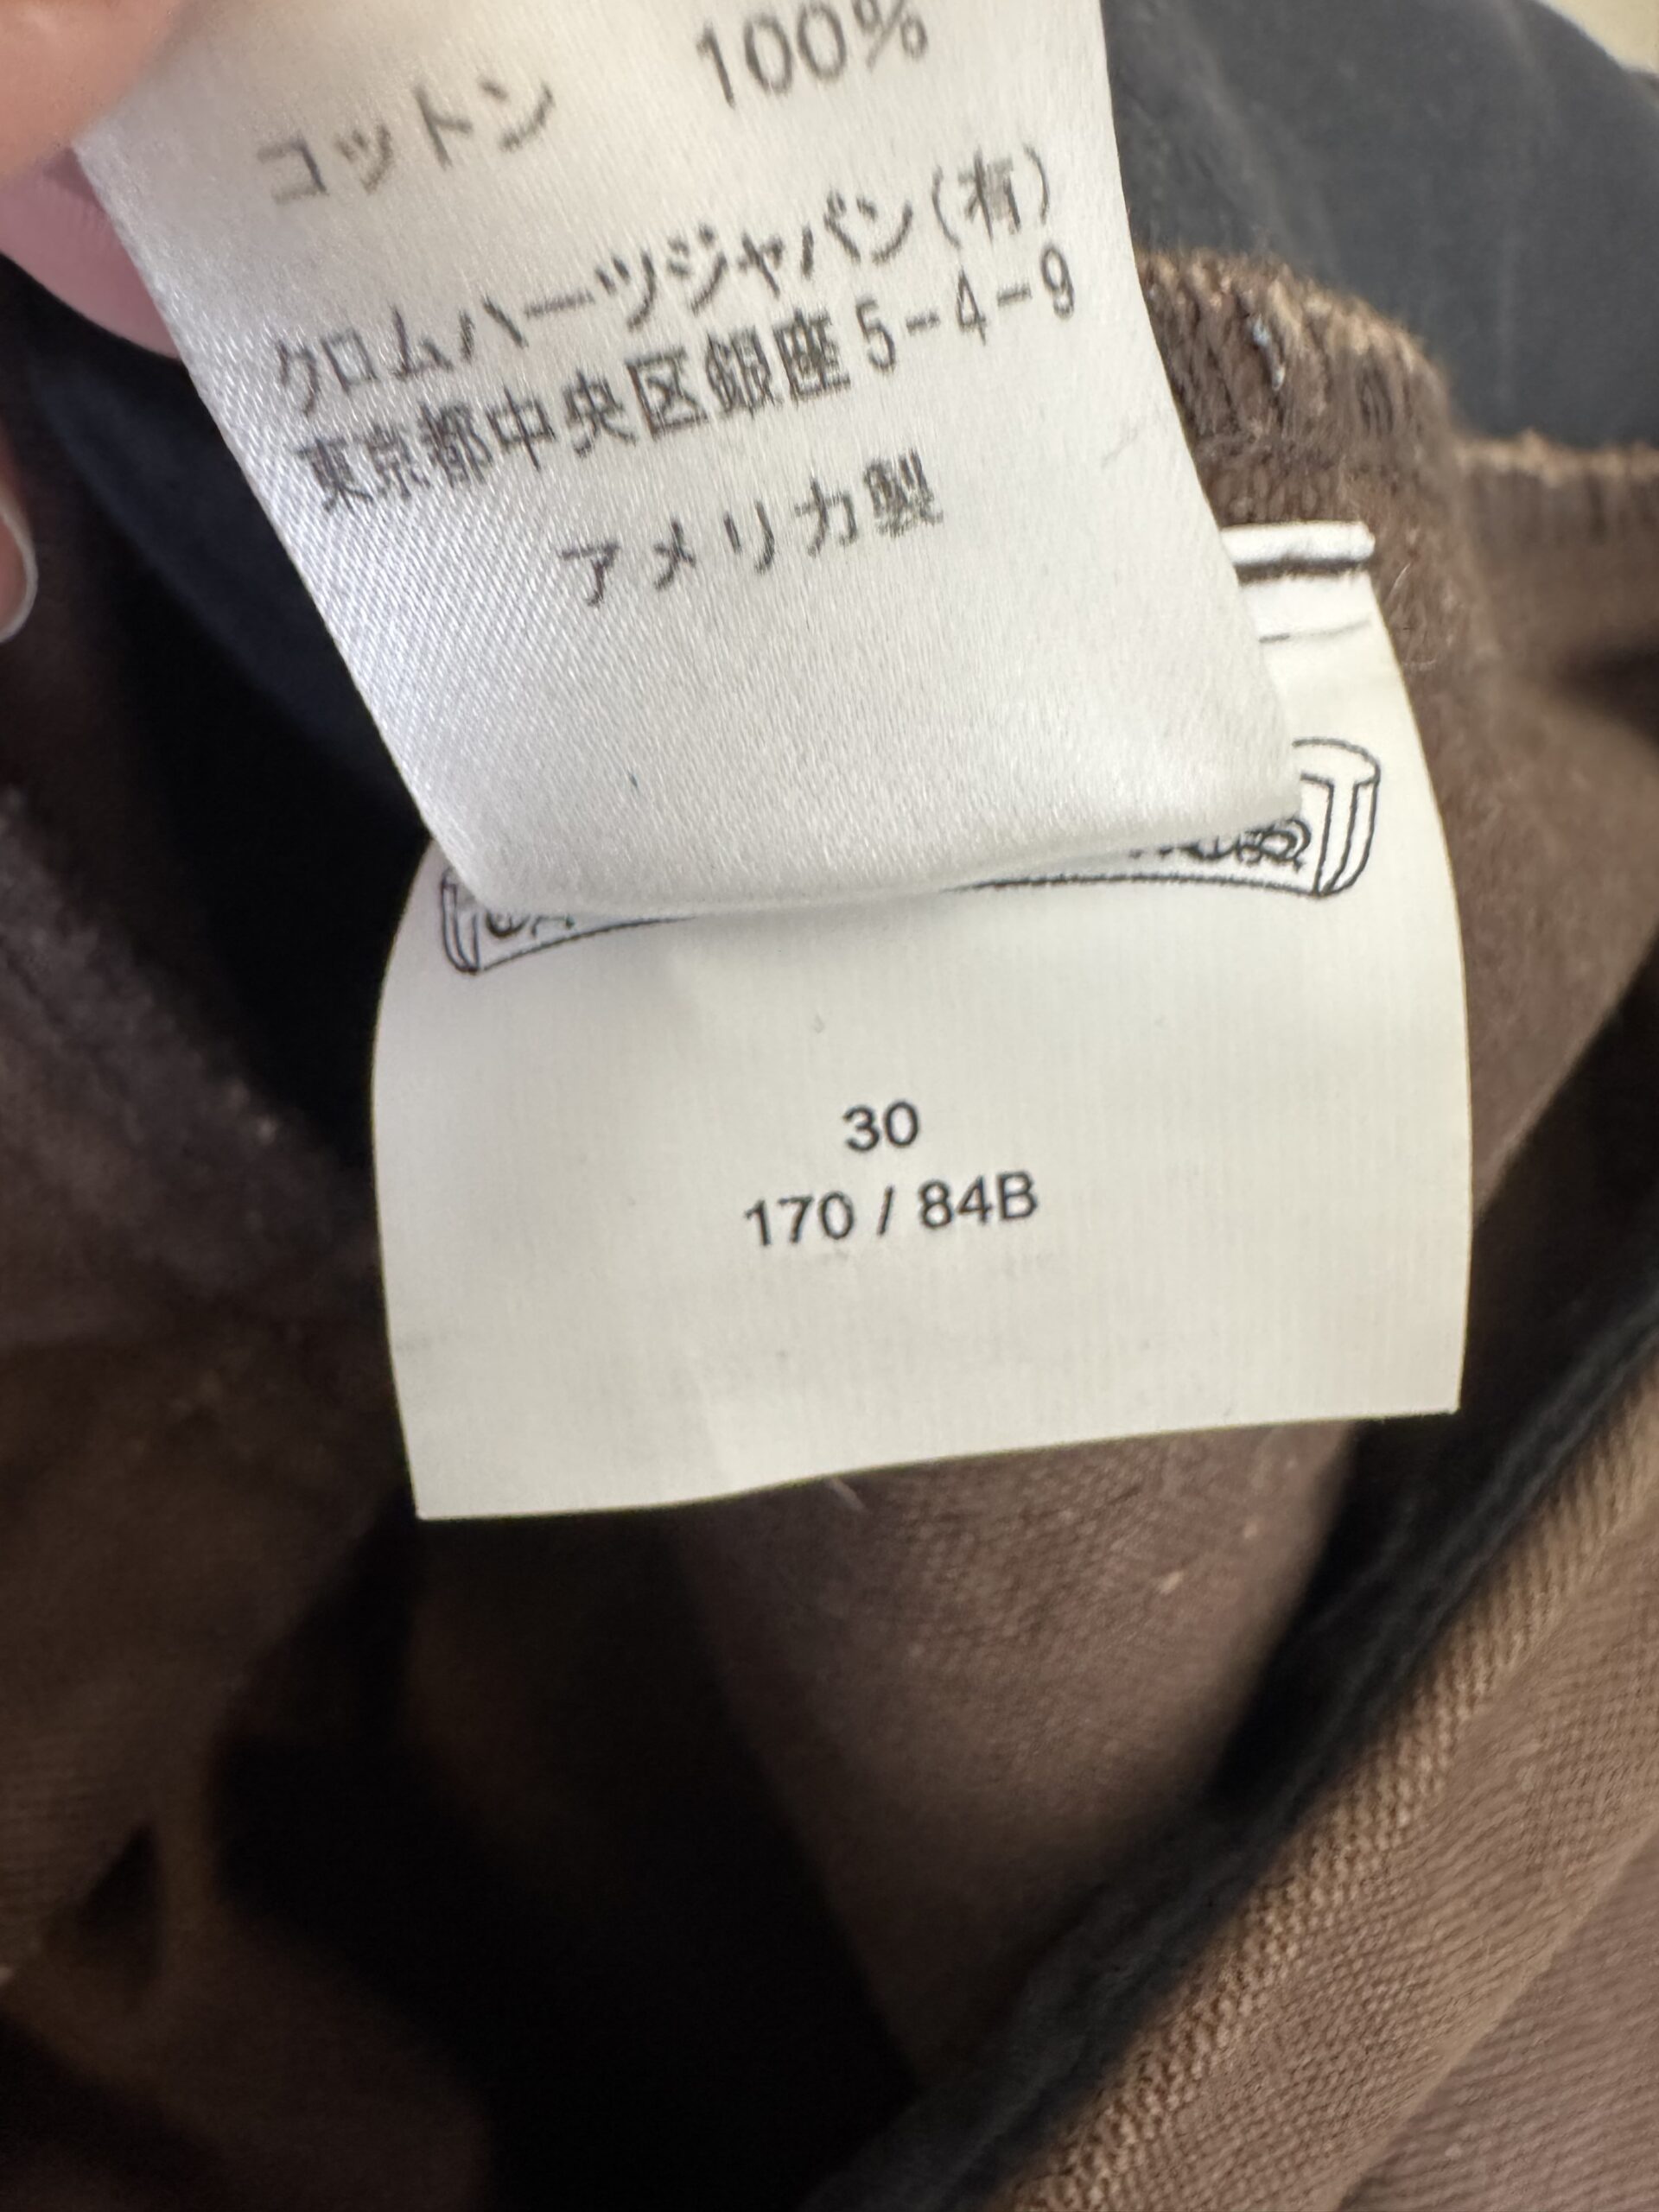 コットン 100%
クロムハーツジャパン(有)
東京都中央区銀座5-4-9
アメリカ製
30
170 / 84B